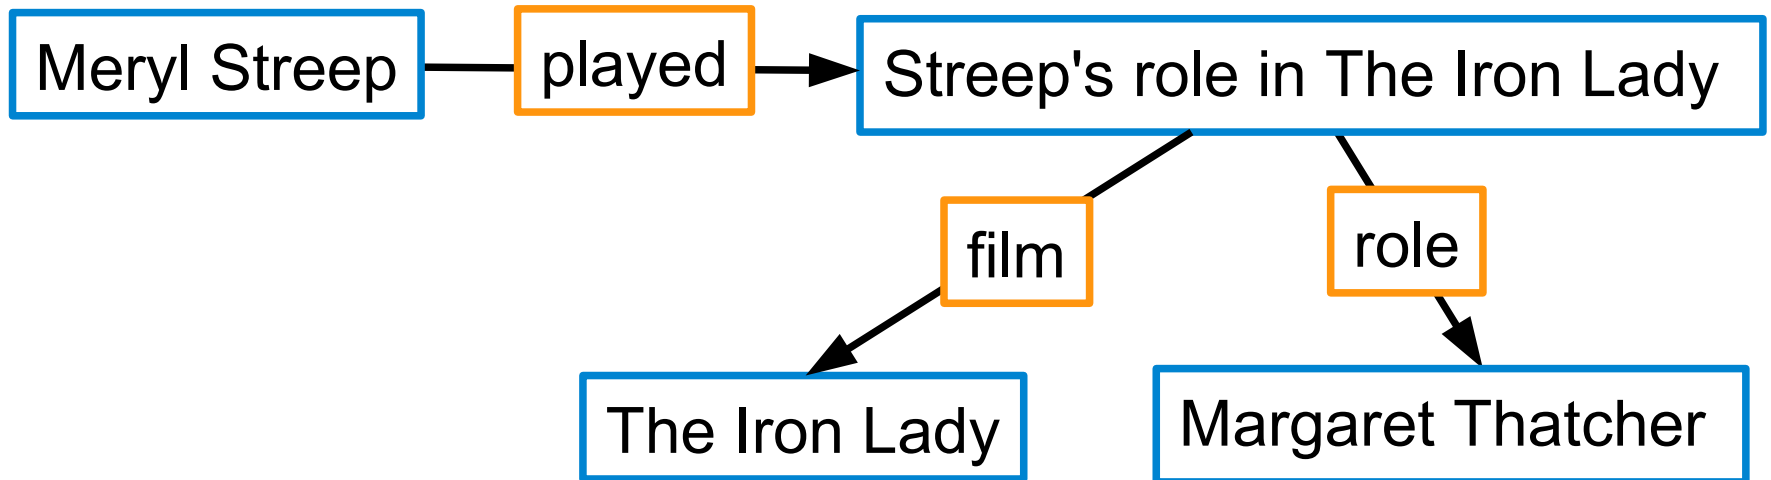 Meryl Streep
played
Streep's role in The Iron Lady
film
role
The Iron Lady
Margaret Thatcher